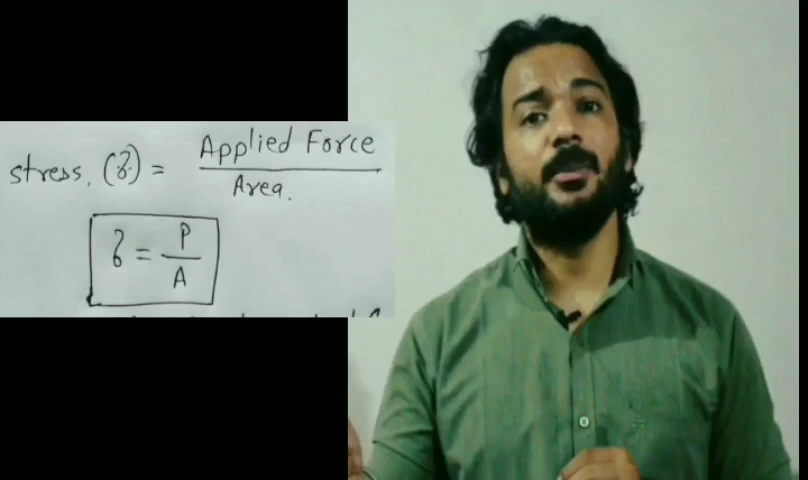 stress, (σ) = Applied Force / Area.
σ = P / A